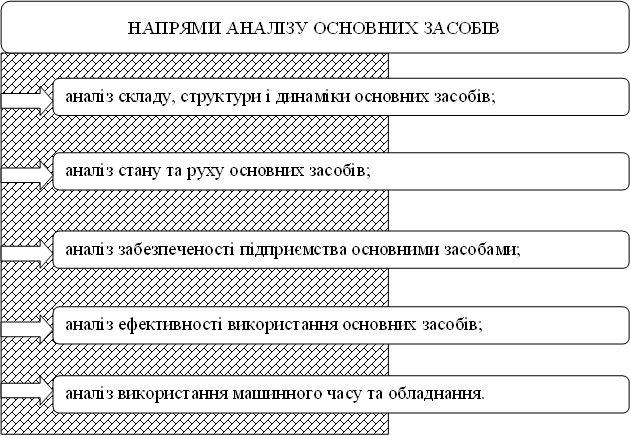 НАПРЯМИ АНАЛІЗУ ОСНОВНИХ ЗАСОБІВ
аналіз складу, структури і динаміки основних засобів;
аналіз стану та руху основних засобів;
аналіз забезпеченості підприємства основними засобами;
аналіз ефективності використання основних засобів;
аналіз використання машинного часу та обладнання.